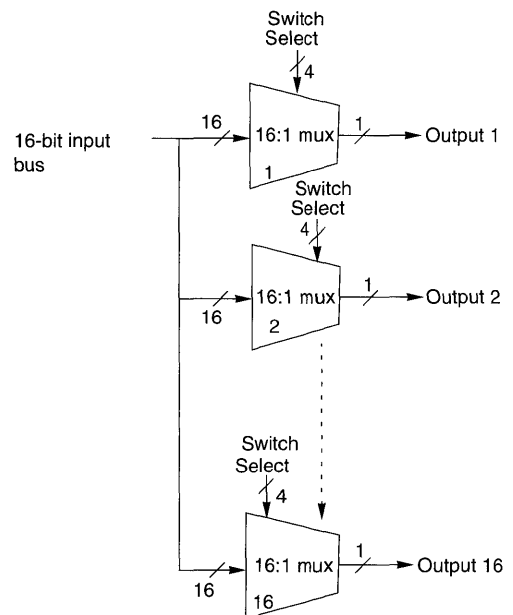 Switch
Select
4
16-bit input
bus
16
16:1 mux
1
1
Output 1
Switch
Select
4
16
16:1 mux
2
1
Output 2
Switch
Select
4
16
16:1 mux
16
1
Output 16